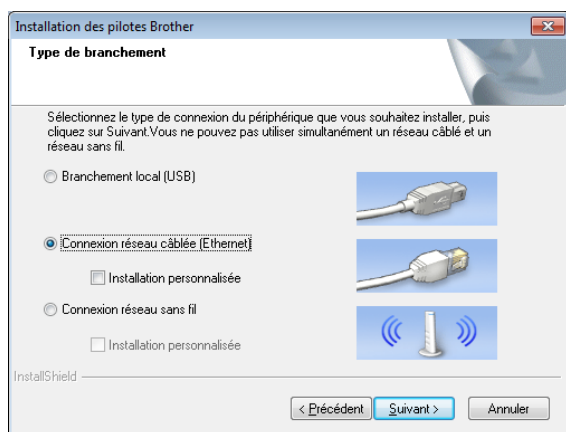 Installation des pilotes Brother
Type de branchement
Sélectionnez le type de connexion du périphérique que vous souhaitez installer, puis
cliquez sur Suivant.Vous ne pouvez pas utiliser simultanément un réseau câblé et un
réseau sans fil.
Branchement local (USB)
Connexion réseau câblée (Ethernet)
Installation personnalisée
Connexion réseau sans fil
Installation personnalisée
InstallShield
< Précédent Suivant > Annuler